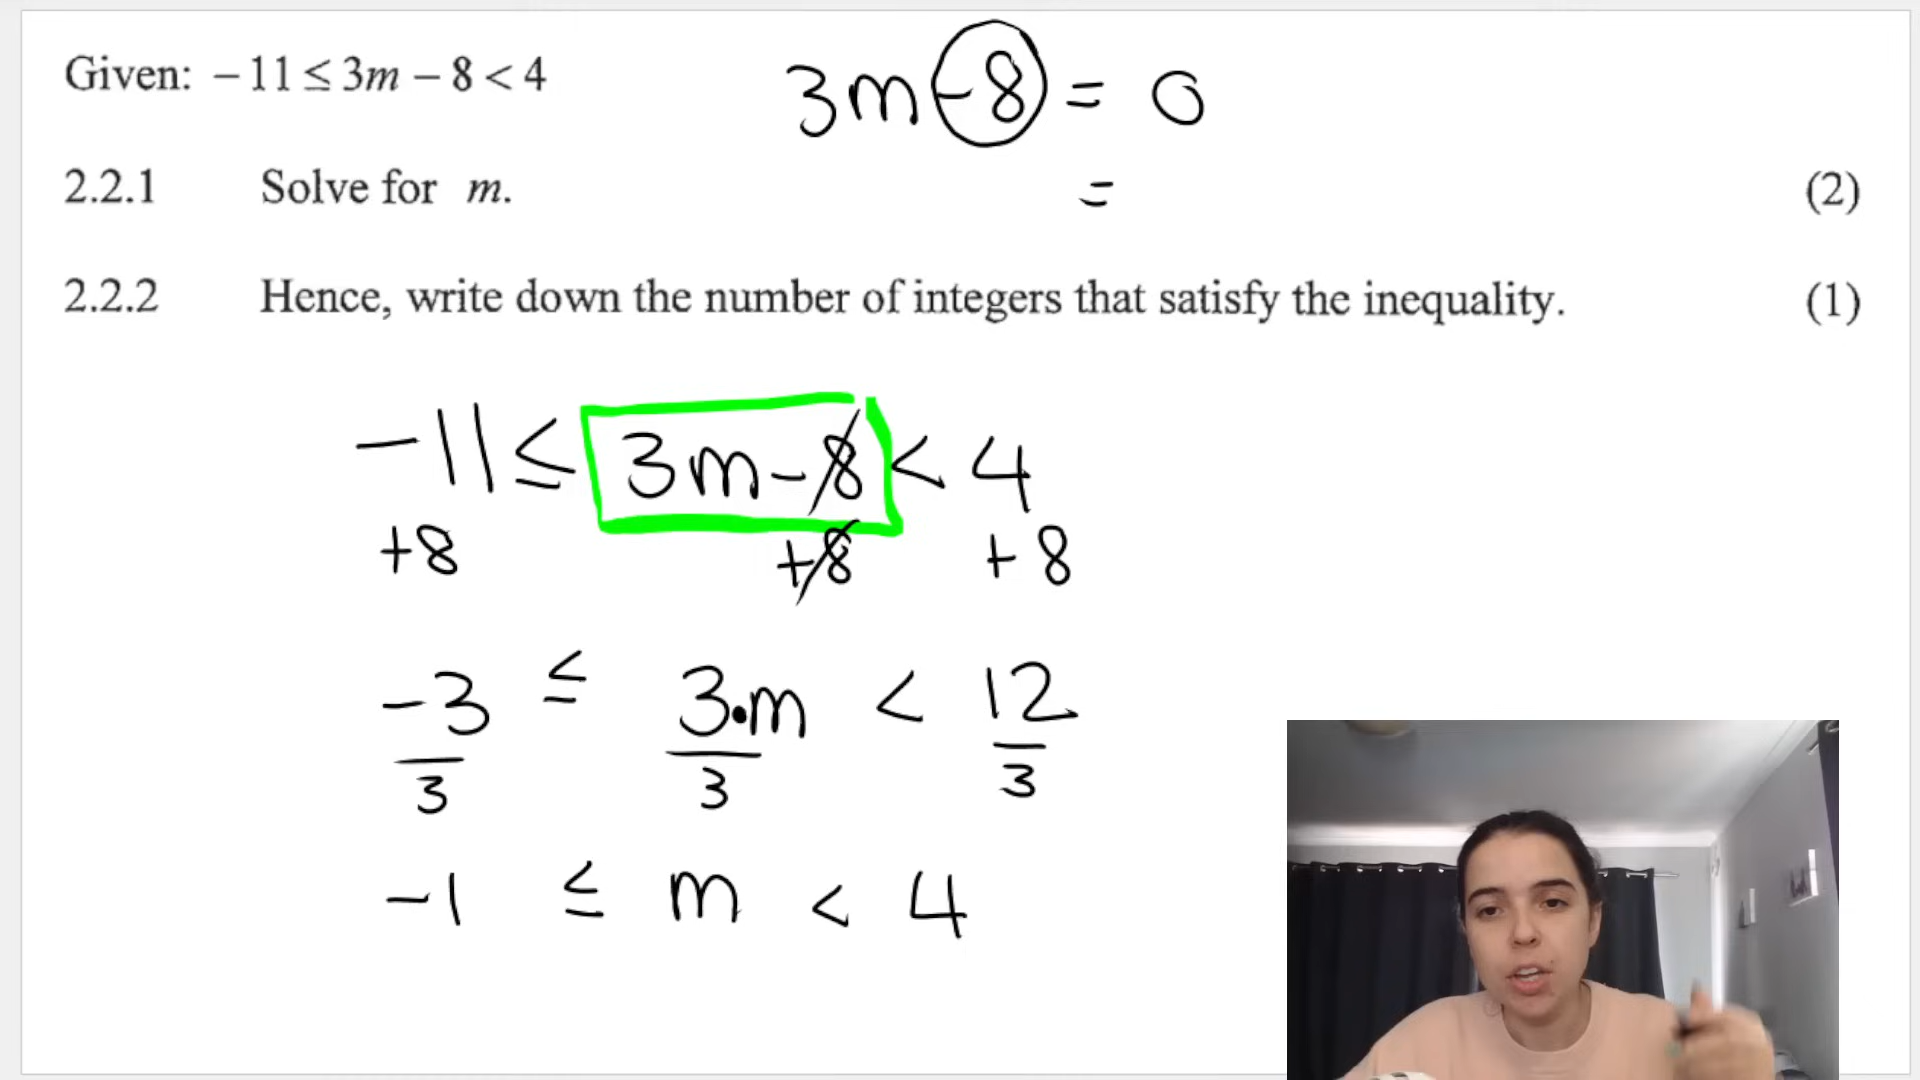 Given: −11 ≤ 3m − 8 < 4
3m −8 = 0
2.2.1 Solve for m. (2)
=
2.2.2 Hence, write down the number of integers that satisfy the inequality. (1)
−11 ≤ 3m − 8 < 4
+8 +8 +8
−3 ≤ 3·m < 12
3 3 3
−1 ≤ m < 4